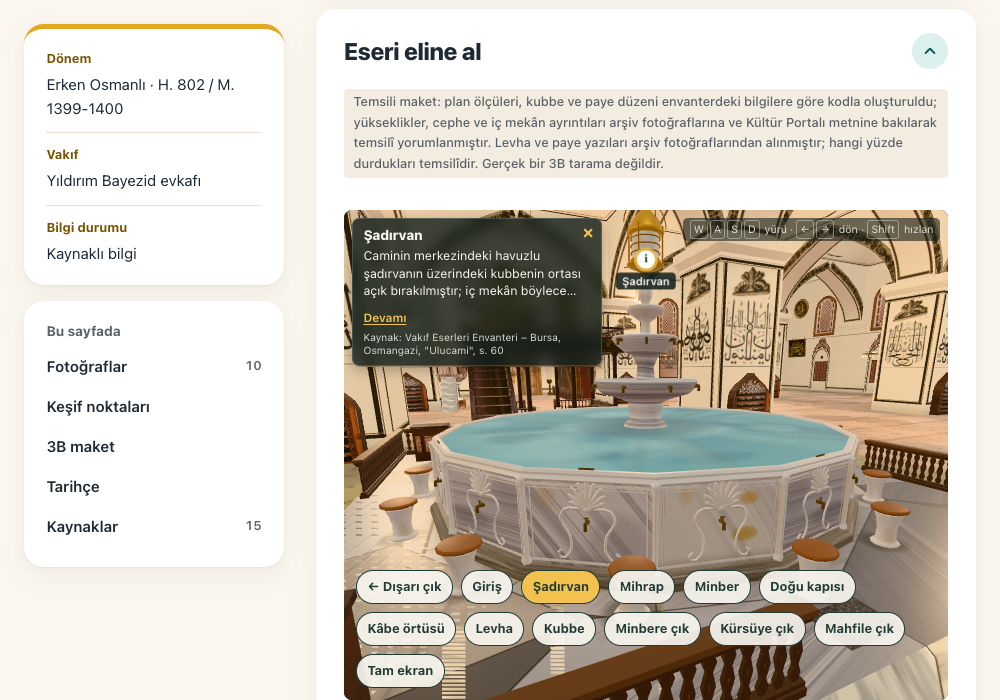 Dönem
Erken Osmanlı · H. 802 / M.
1399-1400
Vakıf
Yıldırım Bayezid evkafı
Bilgi durumu
Kaynaklı bilgi
Bu sayfada
Fotoğraflar 10
Keşif noktaları
3B maket
Tarihçe
Kaynaklar 15
Eseri eline al
Temsili maket: plan ölçüleri, kubbe ve paye düzeni envanterdeki bilgilere göre kodla oluşturuldu;
yükseklikler, cephe ve iç mekân ayrıntıları arşiv fotoğraflarına ve Kültür Portalı metnine bakılarak
temsilî yorumlanmıştır. Levha ve paye yazıları arşiv fotoğraflarından alınmıştır; hangi yüzde
durdukları temsilîdir. Gerçek bir 3B tarama değildir.
Şadırvan ×
Caminin merkezindeki havuzlu
şadırvanın üzerindeki kubbenin ortası
açık bırakılmıştır; iç mekân böylece...
Devamı
Kaynak: Vakıf Eserleri Envanteri – Bursa,
Osmangazi, "Ulucami", s. 60
W A S D yürü · ← → dön · Shift hızlan
i
Şadırvan
← Dışarı çık Giriş Şadırvan Mihrap Minber Doğu kapısı
Kâbe örtüsü Levha Kubbe Minbere çık Kürsüye çık Mahfile çık
Tam ekran